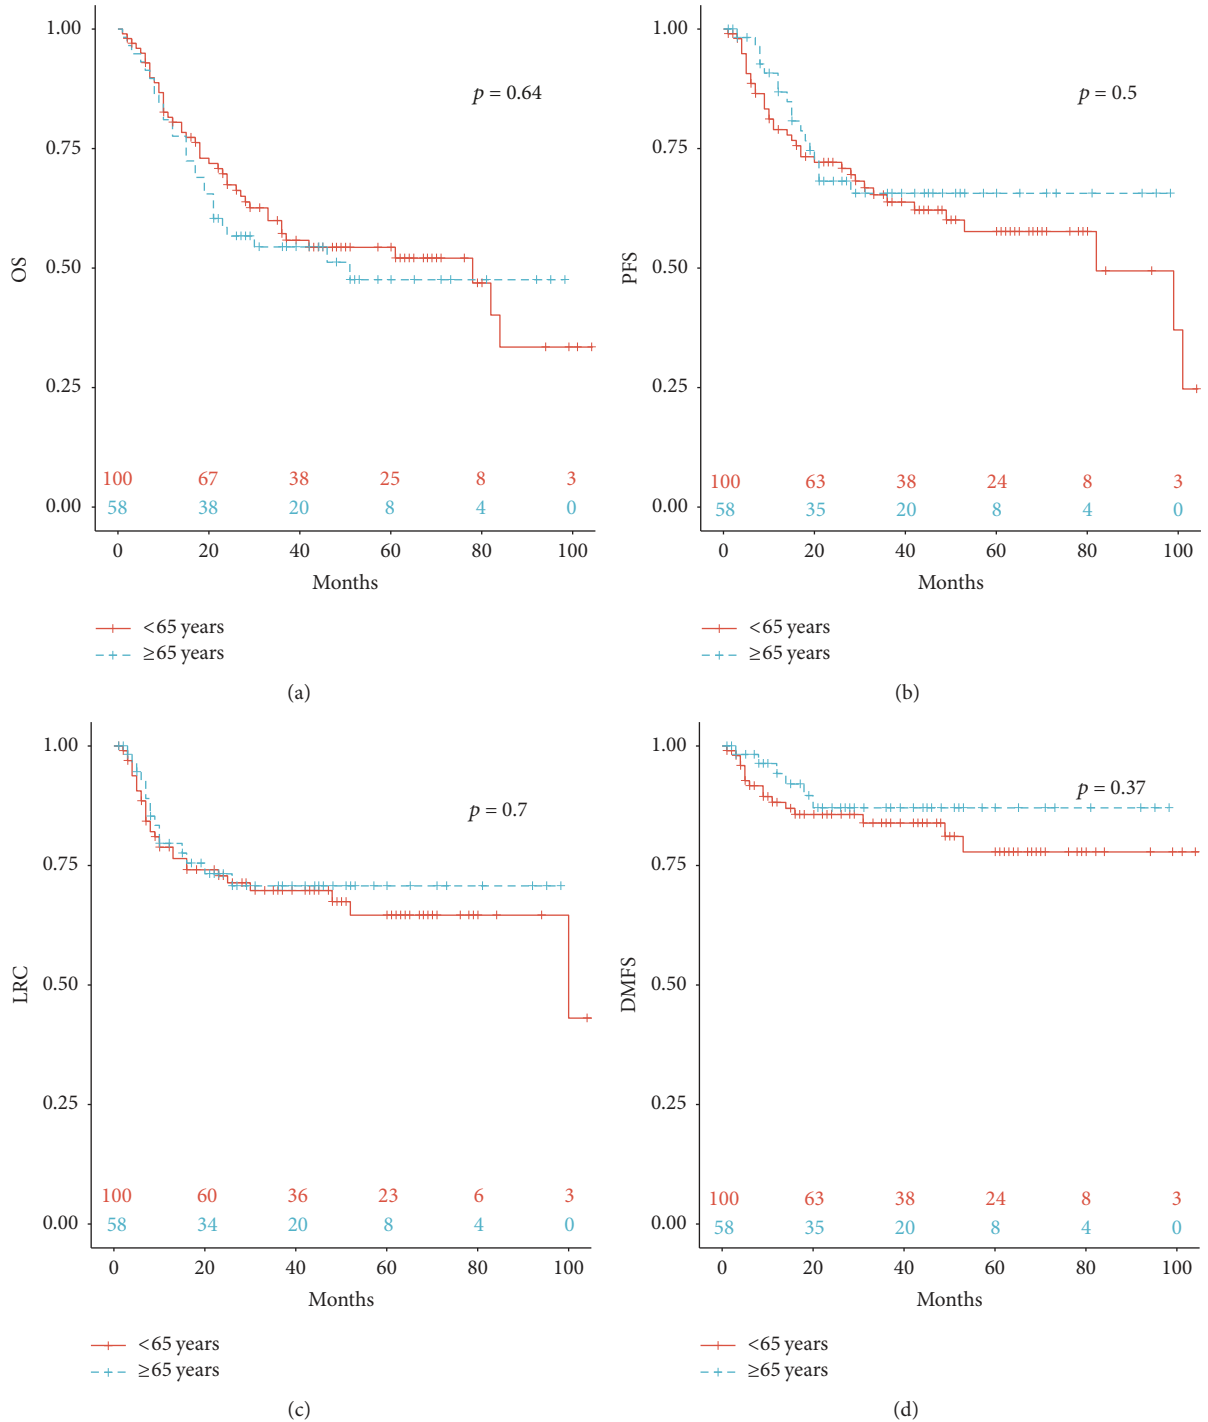 1.00
0.75
0.50
0.25
0.00
OS
p = 0.64
100 67 38 25 8 3
58 38 20 8 4 0
0 20 40 60 80 100
Months
<65 years
≥65 years
(a)
1.00
0.75
0.50
0.25
0.00
PFS
p = 0.5
100 63 38 24 8 3
58 35 20 8 4 0
0 20 40 60 80 100
Months
<65 years
≥65 years
(b)
1.00
0.75
0.50
0.25
0.00
LRC
p = 0.7
100 60 36 23 6 3
58 34 20 8 4 0
0 20 40 60 80 100
Months
<65 years
≥65 years
(c)
1.00
0.75
0.50
0.25
0.00
DMFS
p = 0.37
100 63 38 24 8 3
58 35 20 8 4 0
0 20 40 60 80 100
Months
<65 years
≥65 years
(d)